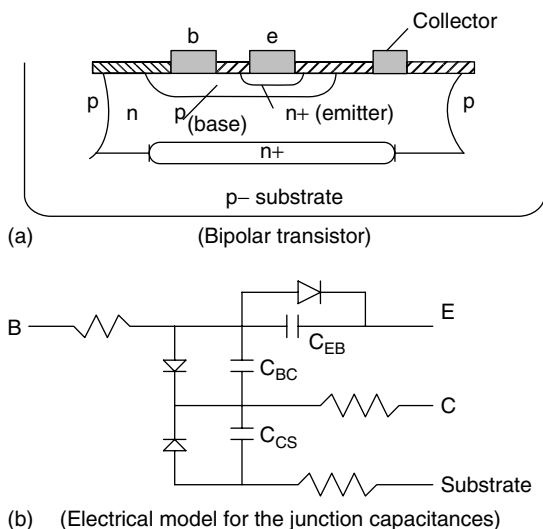 Collector
b e
p n p (base) n+ (emitter) p
n+
p– substrate
(a) (Bipolar transistor)
B E
C_EB
C_BC
C
C_CS
Substrate
(b) (Electrical model for the junction capacitances)